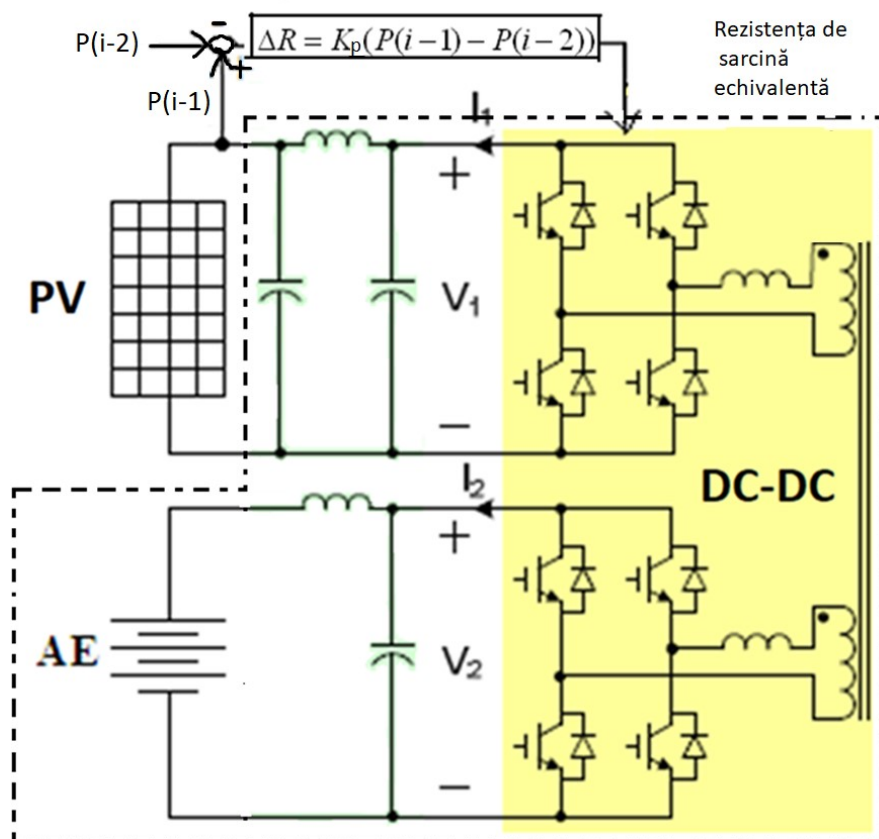 P(i-2)
-
ΔR = Kp(P(i−1) − P(i−2))
+
P(i-1)
Rezistența de
sarcină
echivalentă
I1
+
PV
V1
−
DC-DC
I2
+
AE
V2
−